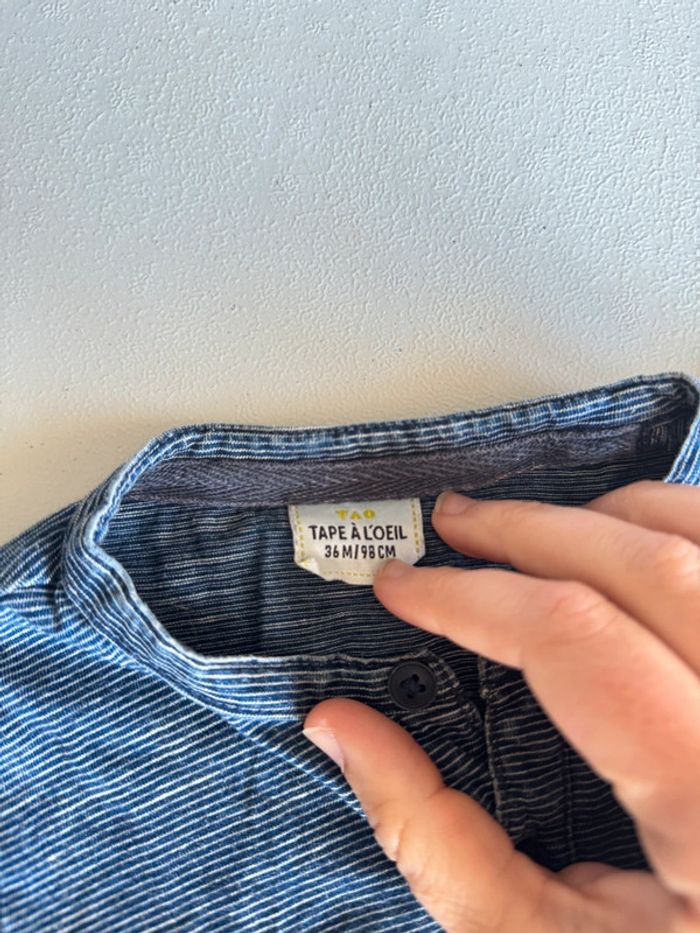 TAO
TAPE À L'OEIL
36M/98CM